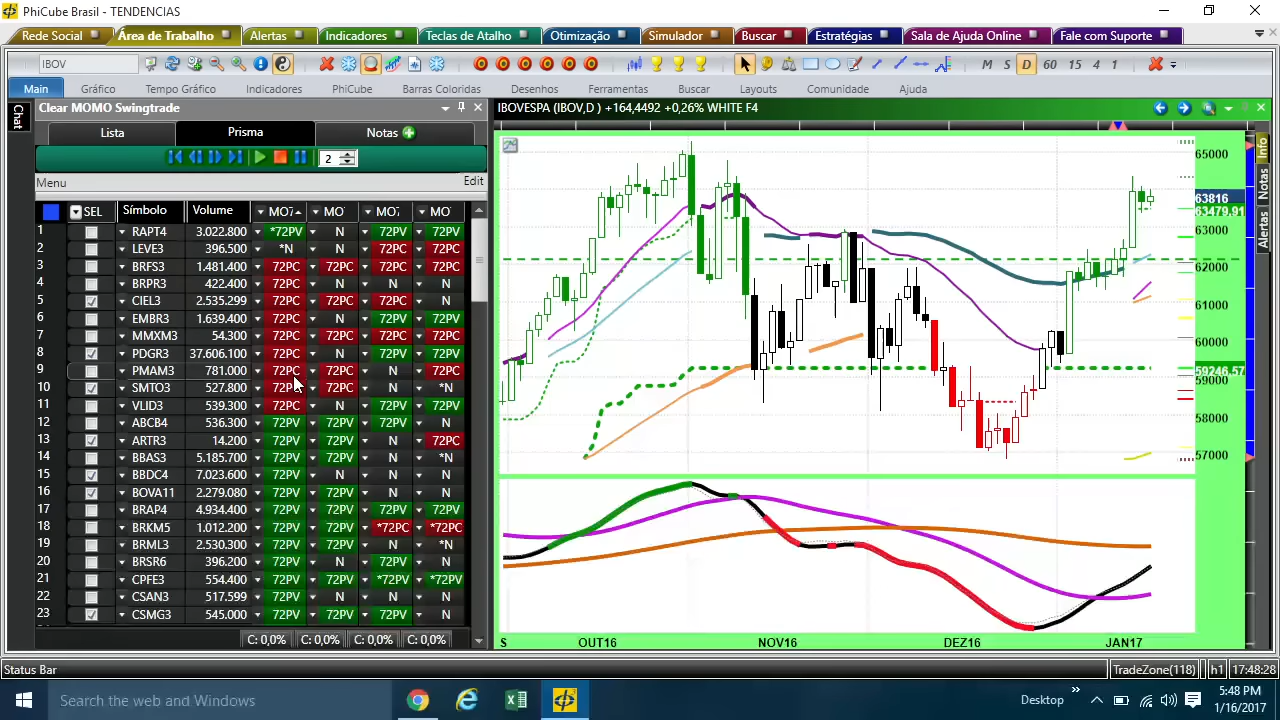 PhiCube Brasil - TENDENCIAS
Rede Social Área de Trabalho Alertas Indicadores Teclas de Atalho Otimização Simulador Buscar Estratégias Sala de Ajuda Online Fale com Suporte
IBOV M S D 60 15 4 1
Main Gráfico Tempo Gráfico Indicadores PhiCube Barras Coloridas Desenhos Ferramentas Buscar Layouts Comunidade Ajuda
Chat
Clear MOMO Swingtrade
Lista Prisma Notas
2
Menu Edit
SEL Símbolo Volume MO7 MO MO7 MO
1 RAPT4 3.022.800 *72PV N 72PV 72PV
2 LEVE3 396.500 *N N 72PC 72PC
3 BRFS3 1.481.400 72PC 72PC 72PC 72PC
4 BRPR3 422.400 72PC N N N
5 CIEL3 2.535.299 72PC 72PC N 72PC
6 EMBR3 1.639.400 72PC N 72PV 72PV
7 MMXM3 54.300 72PC 72PC 72PC 72PC
8 PDGR3 37.606.100 72PC N 72PV 72PV
9 PMAM3 781.000 72PC 72PC N 72PC
10 SMTO3 527.800 72PC 72PC N *N
11 VLID3 539.300 72PC N 72PV 72PV
12 ABCB4 536.300 72PV 72PV 72PV 72PV
13 ARTR3 14.200 72PV 72PV N 72PC
14 BBAS3 5.185.700 72PV 72PV N *N
15 BBDC4 7.023.600 72PV N N N
16 BOVA11 2.279.080 72PV 72PV N N
17 BRAP4 4.934.400 72PV 72PV 72PV 72PV
18 BRKM5 1.012.200 72PV 72PV *72PC *72PC
19 BRML3 2.530.300 72PV 72PV N *N
20 BRSR6 396.200 72PV N 72PV N
21 CPFE3 554.400 72PV 72PV *72PV *72PV
22 CSAN3 517.599 72PV N N N
23 CSMG3 545.000 72PV 72PV 72PV N
C: 0,0% C: 0,0% C: 0,0% C: 0,0%
IBOVESPA (IBOV,D ) +164,4492 +0,26% WHITE F4
65000
63816
63479.91
63000
62000
61000
60000
59246.57
59000
58000
57000
S OUT16 NOV16 DEZ16 JAN17
Info
Notas
Alertas
Status Bar TradeZone(118) h1 17:48:28
Search the web and Windows
Desktop
5:48 PM
1/16/2017